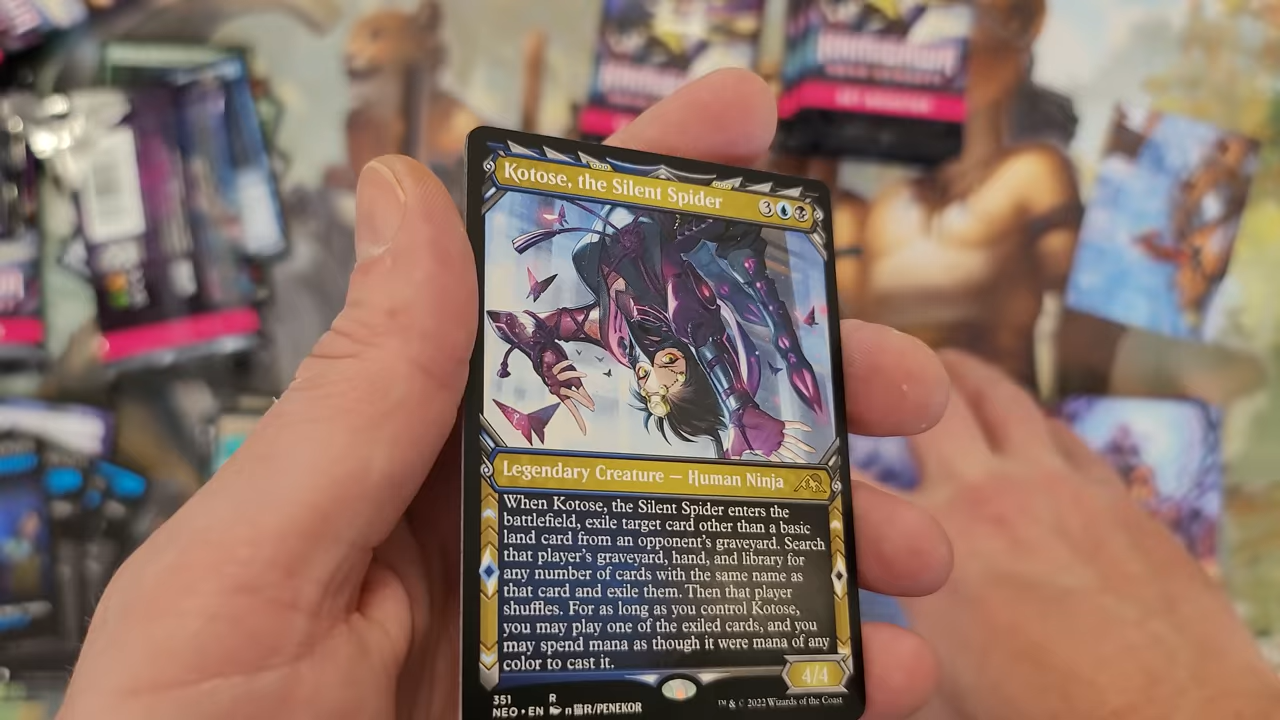 Kotose, the Silent Spider
3
Legendary Creature — Human Ninja
When Kotose, the Silent Spider enters the
battlefield, exile target card other than a basic
land card from an opponent's graveyard. Search
that player's graveyard, hand, and library for
any number of cards with the same name as
that card and exile them. Then that player
shuffles. For as long as you control Kotose,
you may play one of the exiled cards, and you
may spend mana as though it were mana of any
color to cast it.
4/4
351 R
NEO • EN
PENEKOR
™ & © 2022 Wizards of the Coast